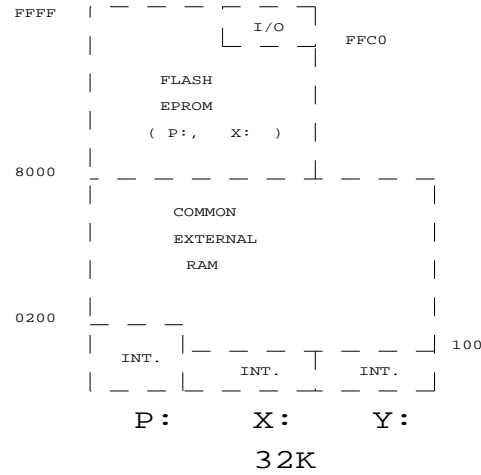 FFFF
I/O
FFC0
FLASH
EPROM
( P:, X: )
8000
COMMON
EXTERNAL
RAM
0200
100
INT.
INT.
INT.
P: X: Y:
32K